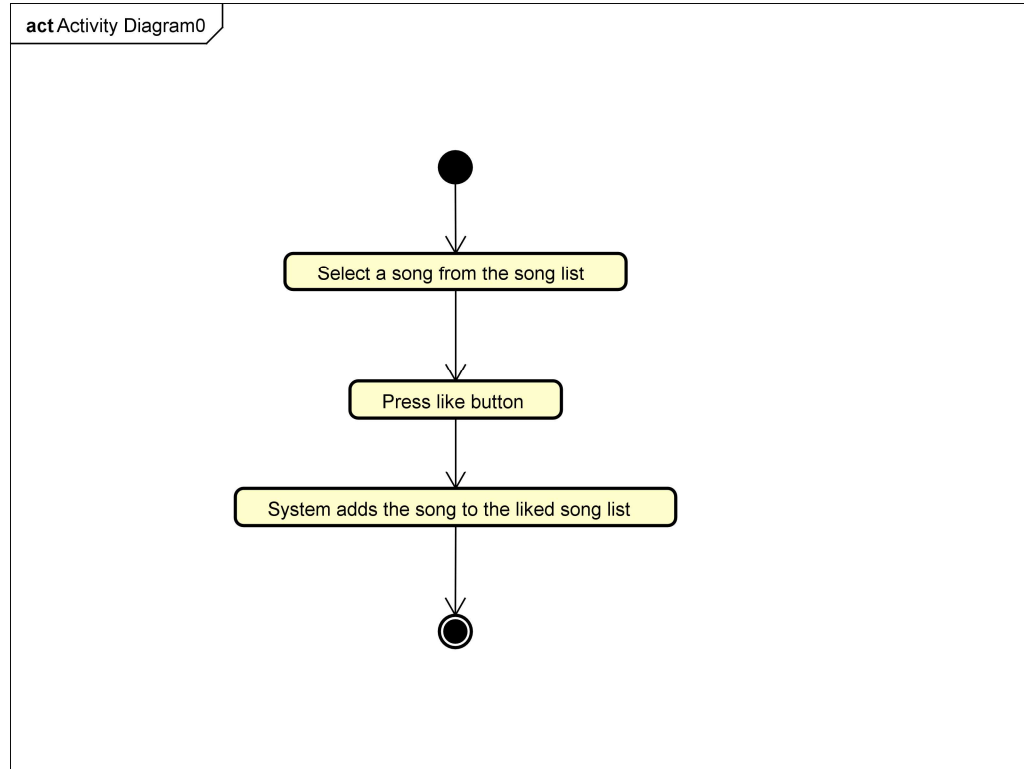 act Activity Diagram0
Select a song from the song list
Press like button
System adds the song to the liked song list